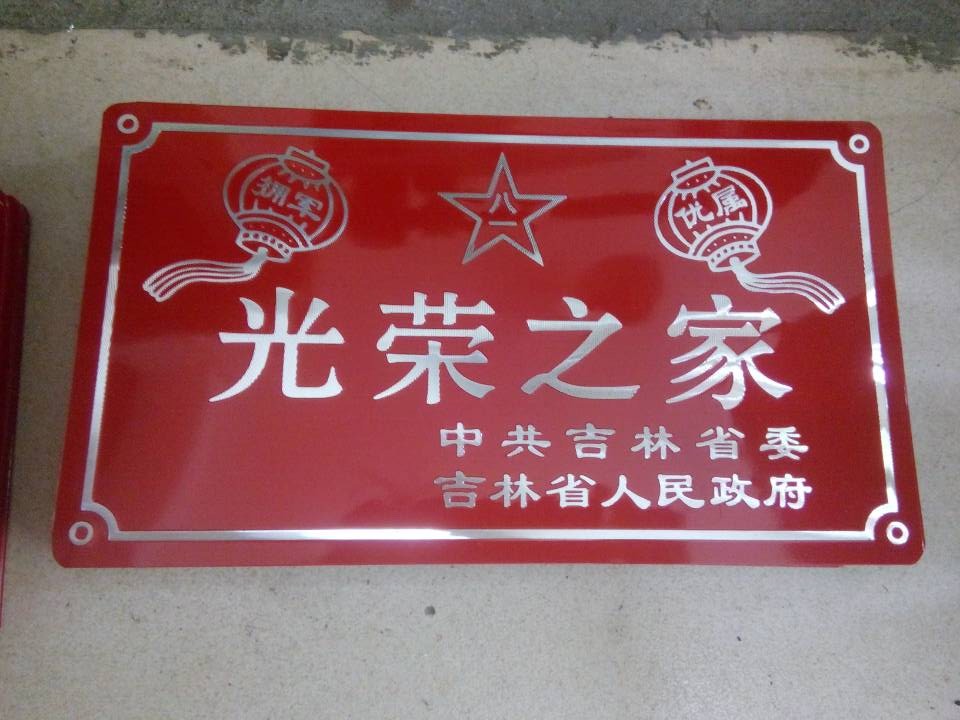 拥军
八一
优属
光荣之家
中共吉林省委
吉林省人民政府